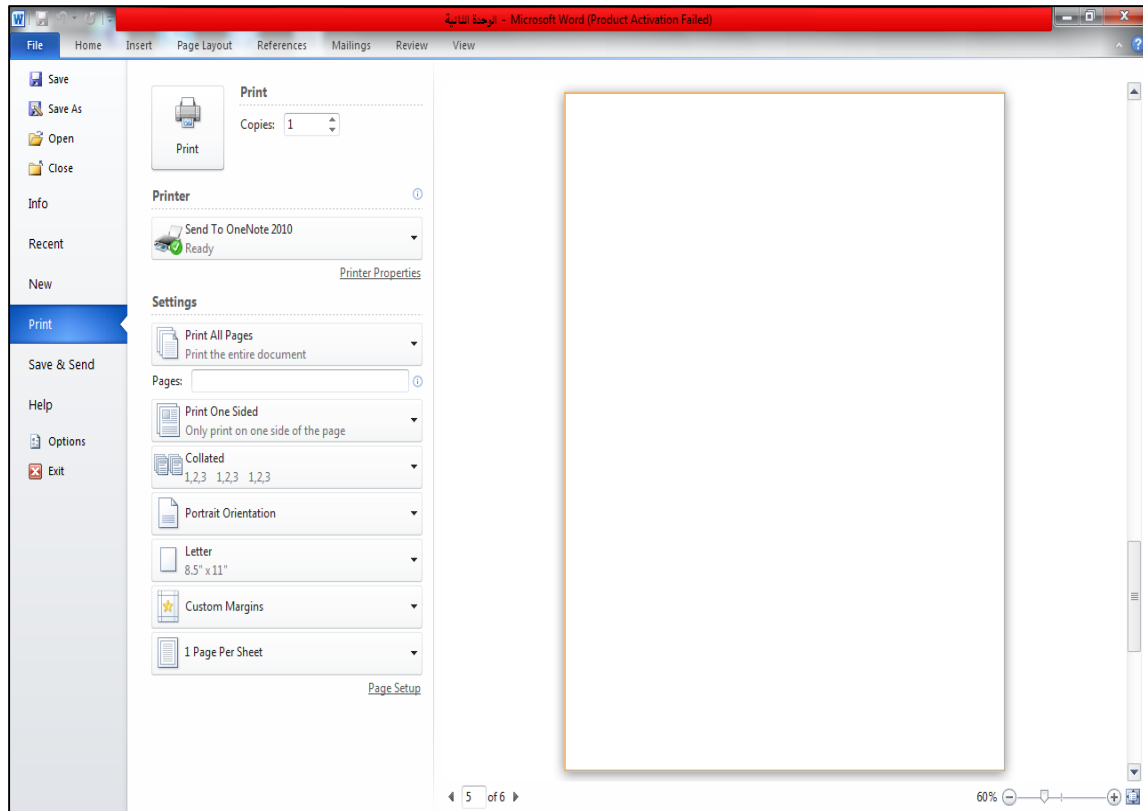 الوحدة الثانية - Microsoft Word (Product Activation Failed)
File Home Insert Page Layout References Mailings Review View
Save
Save As
Open
Close
Info
Recent
New
Print
Save & Send
Help
Options
Exit
Print
Print
Copies: 1
Printer
Send To OneNote 2010
Ready
Printer Properties
Settings
Print All Pages
Print the entire document
Pages:
Print One Sided
Only print on one side of the page
Collated
1,2,3 1,2,3 1,2,3
Portrait Orientation
Letter
8.5" x 11"
Custom Margins
1 Page Per Sheet
Page Setup
5 of 6
60%